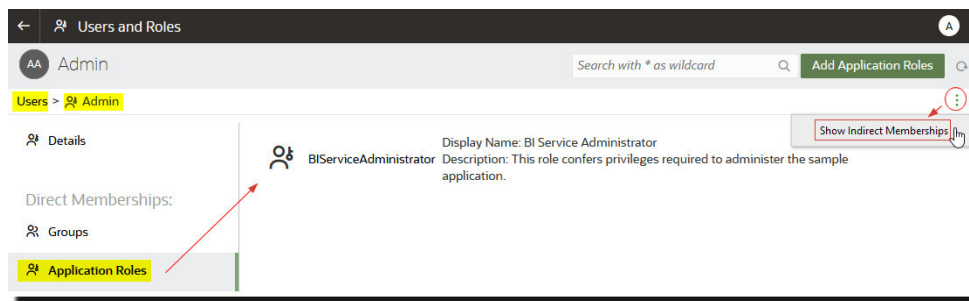 Users and Roles
A
AA Admin
Search with * as wildcard
Add Application Roles
Users > Admin
Show Indirect Memberships
Details
Display Name: BI Service Administrator
BIServiceAdministrator Description: This role confers privileges required to administer the sample
application.
Direct Memberships:
Groups
Application Roles